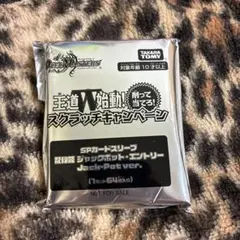 DUEL MASTERS
TAKARA TOMY
対象年齢 10才以上
王道W始動!
削って当てる!
スクラッチキャンペーン
SPカードスリーブ
ジャックポット・エントリー
Jack-Pot ver.
NOT FOR SALE